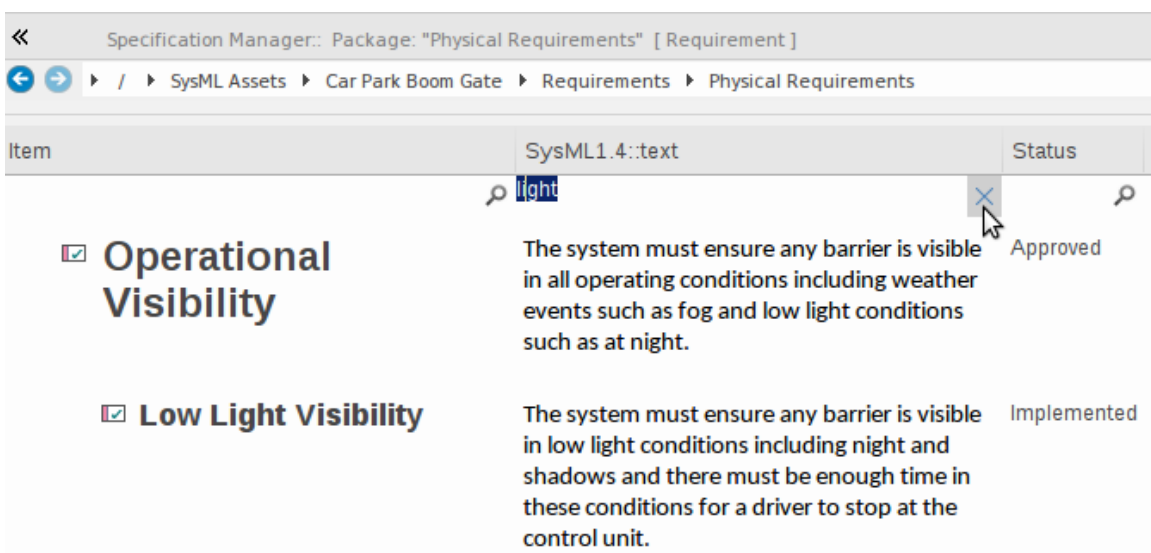 Specification Manager:: Package: "Physical Requirements" [ Requirement ]
/ SysML Assets Car Park Boom Gate Requirements Physical Requirements
Item SysML1.4::text Status
light
Operational
Visibility
The system must ensure any barrier is visible
in all operating conditions including weather
events such as fog and low light conditions
such as at night.
Approved
Low Light Visibility
The system must ensure any barrier is visible
in low light conditions including night and
shadows and there must be enough time in
these conditions for a driver to stop at the
control unit.
Implemented